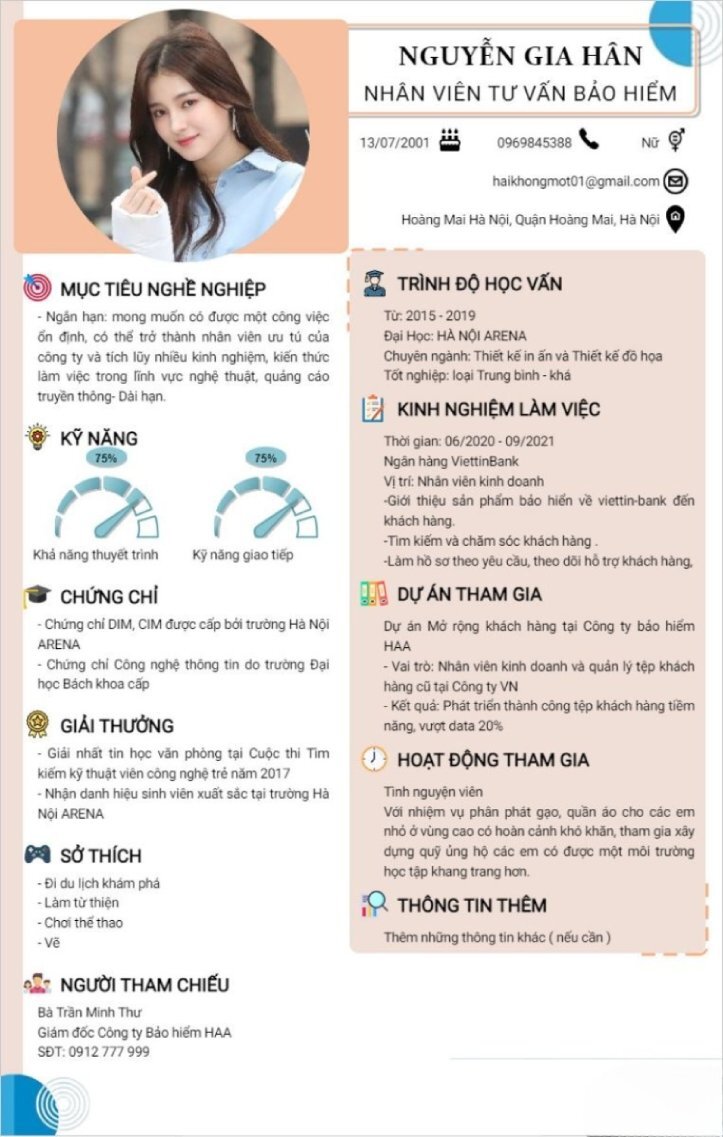 NGUYỄN GIA HÂN
NHÂN VIÊN TƯ VẤN BẢO HIỂM
13/07/2001
0969845388
Nữ
haikhongmot01@gmail.com
Hoàng Mai Hà Nội, Quận Hoàng Mai, Hà Nội
MỤC TIÊU NGHỀ NGHIỆP
- Ngắn hạn: mong muốn có được một công việc
ổn định, có thể trở thành nhân viên ưu tú của
công ty và tích lũy nhiều kinh nghiệm, kiến thức
làm việc trong lĩnh vực nghệ thuật, quảng cáo
truyền thông- Dài hạn.
KỸ NĂNG
75%
75%
Khả năng thuyết trình
Kỹ năng giao tiếp
CHỨNG CHỈ
- Chứng chỉ DIM, CIM được cấp bởi trường Hà Nội
ARENA
- Chứng chỉ Công nghệ thông tin do trường Đại
học Bách khoa cấp
GIẢI THƯỞNG
- Giải nhất tin học văn phòng tại Cuộc thi Tìm
kiếm kỹ thuật viên công nghệ trẻ năm 2017
- Nhận danh hiệu sinh viên xuất sắc tại trường Hà
Nội ARENA
SỞ THÍCH
- Đi du lịch khám phá
- Làm từ thiện
- Chơi thể thao
- Vẽ
NGƯỜI THAM CHIẾU
Bà Trần Minh Thư
Giám đốc Công ty Bảo hiểm HAA
SĐT: 0912 777 999
TRÌNH ĐỘ HỌC VẤN
Từ: 2015 - 2019
Đại Học: HÀ NỘI ARENA
Chuyên ngành: Thiết kế in ấn và Thiết kế đồ họa
Tốt nghiệp: loại Trung bình - khá
KINH NGHIỆM LÀM VIỆC
Thời gian: 06/2020 - 09/2021
Ngân hàng ViettinBank
Vị trí: Nhân viên kinh doanh
-Giới thiệu sản phẩm bảo hiển về viettin-bank đến
khách hàng.
-Tìm kiếm và chăm sóc khách hàng .
-Làm hồ sơ theo yêu cầu, theo dõi hỗ trợ khách hàng,
DỰ ÁN THAM GIA
Dự án Mở rộng khách hàng tại Công ty bảo hiểm
HAA
- Vai trò: Nhân viên kinh doanh và quản lý tệp khách
hàng cũ tại Công ty VN
- Kết quả: Phát triển thành công tệp khách hàng tiềm
năng, vượt data 20%
HOẠT ĐỘNG THAM GIA
Tình nguyện viên
Với nhiệm vụ phân phát gạo, quần áo cho các em
nhỏ ở vùng cao có hoàn cảnh khó khăn, tham gia xây
dựng quỹ ủng hộ các em có được một môi trường
học tập khang trang hơn.
THÔNG TIN THÊM
Thêm những thông tin khác ( nếu cần )